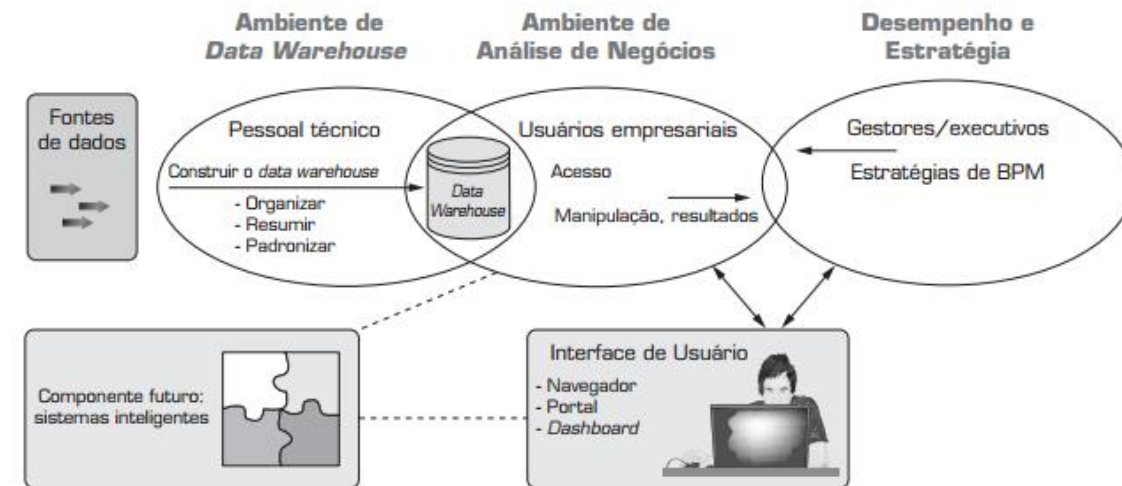 Ambiente de
Data Warehouse
Ambiente de
Análise de Negócios
Desempenho e
Estratégia
Fontes
de dados
Pessoal técnico
Construir o data warehouse
- Organizar
- Resumir
- Padronizar
Data
Warehouse
Usuários empresariais
Acesso
Manipulação, resultados
Gestores/executivos
Estratégias de BPM
Componente futuro:
sistemas inteligentes
Interface de Usuário
- Navegador
- Portal
- Dashboard